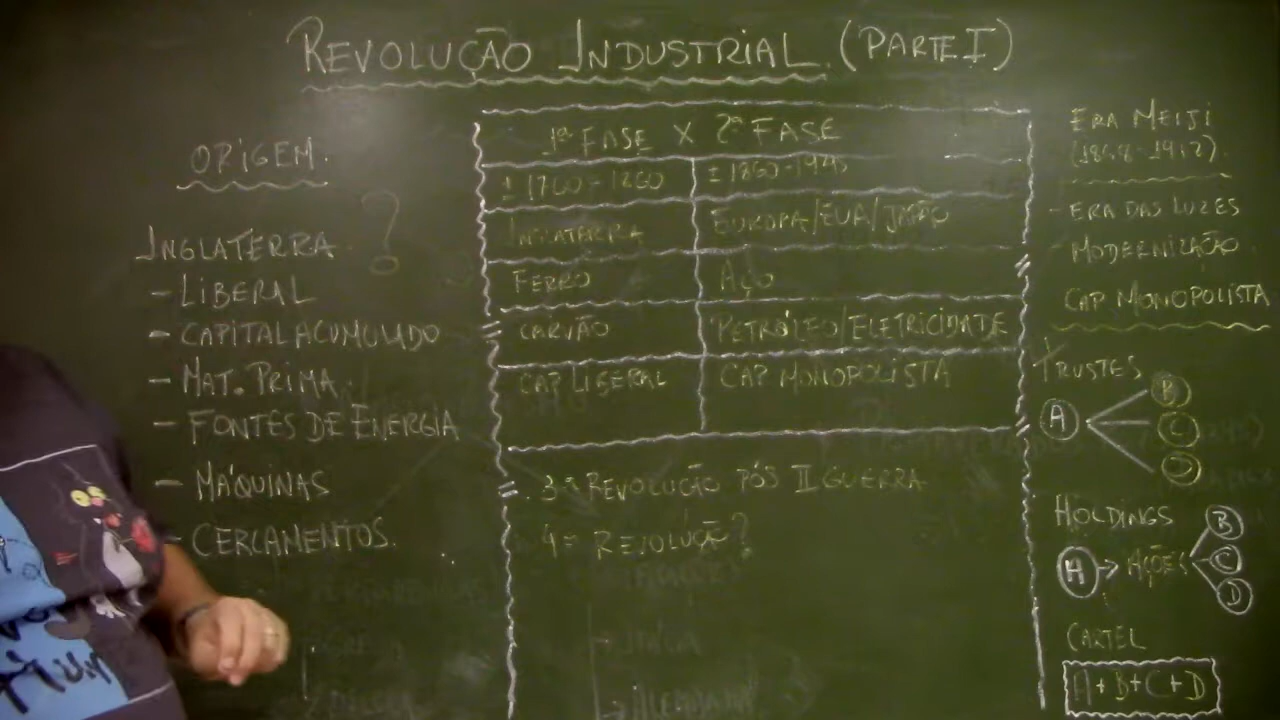 REVOLUÇÃO INDUSTRIAL (PARTE I)
ORIGEM.
INGLATERRA ?
- LIBERAL
- CAPITAL ACUMULADO
- MAT. PRIMA
- FONTES DE ENERGIA
- MÁQUINAS
- CERCAMENTOS.
1ª FASE X 2ª FASE
± 1760-1860
± 1860-1945
INGLATERRA
EUROPA/EUA/JAPÃO
FERRO
AÇO
CARVÃO
PETRÓLEO/ELETRICIDADE
CAP LIBERAL
CAP MONOPOLISTA
3ª REVOLUÇÃO PÓS II GUERRA
4ª REVOLUÇÃO?
ERA MEIJI
(1868-1912)
- ERA DAS LUZES
- MODERNIZAÇÃO
CAP MONOPOLISTA
TRUSTES
A B
C
D
HOLDINGS
A → AÇÕES B
C
D
CARTEL
A+B+C+D